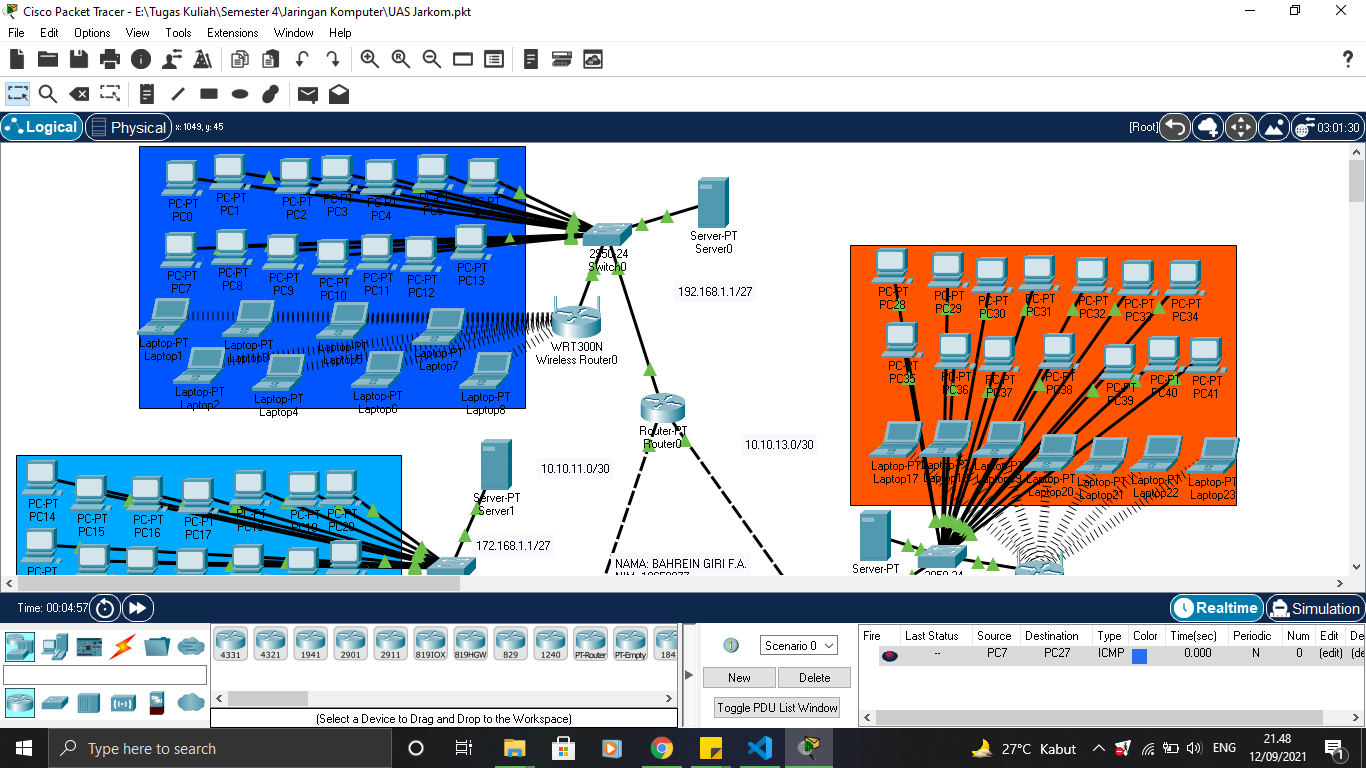 Cisco Packet Tracer - E:\Tugas Kuliah\Semester 4\Jaringan Komputer\UAS Jarkom.pkt
File Edit Options View Tools Extensions Window Help
Logical Physical x: 1049, y: 45 [Root] 03:01:30
PC-PT
PC0
PC-PT
PC1
PC-PT
PC2
PC-PT
PC3
PC-PT
PC4
PC-PT
PC-PT
PC7
PC-PT
PC8
PC-PT
PC9
PC-PT
PC10
PC-PT
PC11
PC-PT
PC12
PC-PT
PC13
Laptop-PT
Laptop1
Laptop-PT
Laptop-PT
Laptop-PT
Laptop7
Laptop-PT
Laptop2
Laptop-PT
Laptop4
Laptop-PT
Laptop6
Laptop-PT
Laptop8
2950-24
Switch0
Server-PT
Server0
192.168.1.1/27
WRT300N
Wireless Router0
Router-PT
Router0
10.10.13.0/30
10.10.11.0/30
Server-PT
Server1
172.168.1.1/27
NAMA: BAHREIN GIRI F.A.
PC-PT
PC14
PC-PT
PC15
PC-PT
PC16
PC-PT
PC17
PC-PT
PC18
PC-PT
PC19
PC-PT
PC20
PC-PT
PC-PT
PC28
PC-PT
PC29
PC-PT
PC30
PC-PT
PC31
PC-PT
PC32
PC-PT
PC33
PC-PT
PC34
PC-PT
PC35
PC-PT
PC36
PC-PT
PC37
PC-PT
PC38
PC-PT
PC39
PC-PT
PC40
PC-PT
PC41
Laptop-PT
Laptop17
Laptop-PT
Laptop-PT
Laptop-PT
Laptop20
Laptop-PT
Laptop21
Laptop-PT
Laptop22
Laptop-PT
Laptop23
Server-PT
2950-24
Time: 00:04:57 Realtime Simulation
4331 4321 1941 2901 2911 819IOX 819HGW 829 1240 PT-Router PT-Empty 184
(Select a Device to Drag and Drop to the Workspace)
Scenario 0
New Delete
Toggle PDU List Window
Fire Last Status Source Destination Type Color Time(sec) Periodic Num Edit De
-- PC7 PC27 ICMP 0.000 N 0 (edit) (de
Type here to search
27°C Kabut ENG
21.48
12/09/2021
1